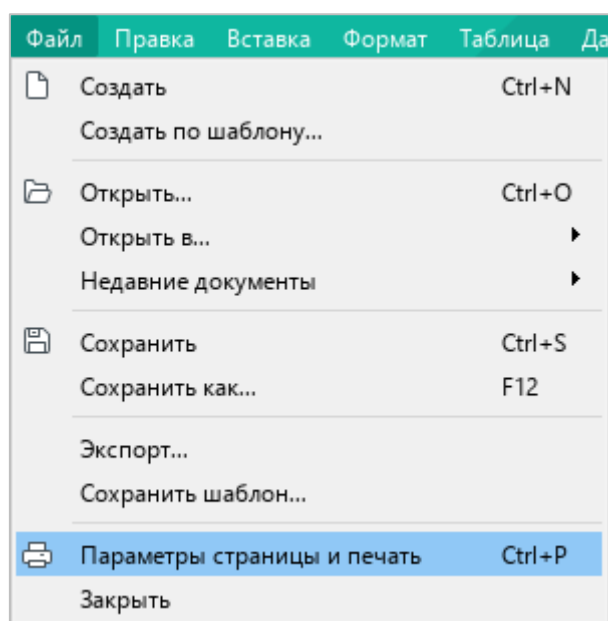 Файл Правка Вставка Формат Таблица Да
Создать Ctrl+N
Создать по шаблону...
Открыть... Ctrl+O
Открыть в...
Недавние документы
Сохранить Ctrl+S
Сохранить как... F12
Экспорт...
Сохранить шаблон...
Параметры страницы и печать Ctrl+P
Закрыть